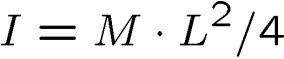 I = M · L²/4